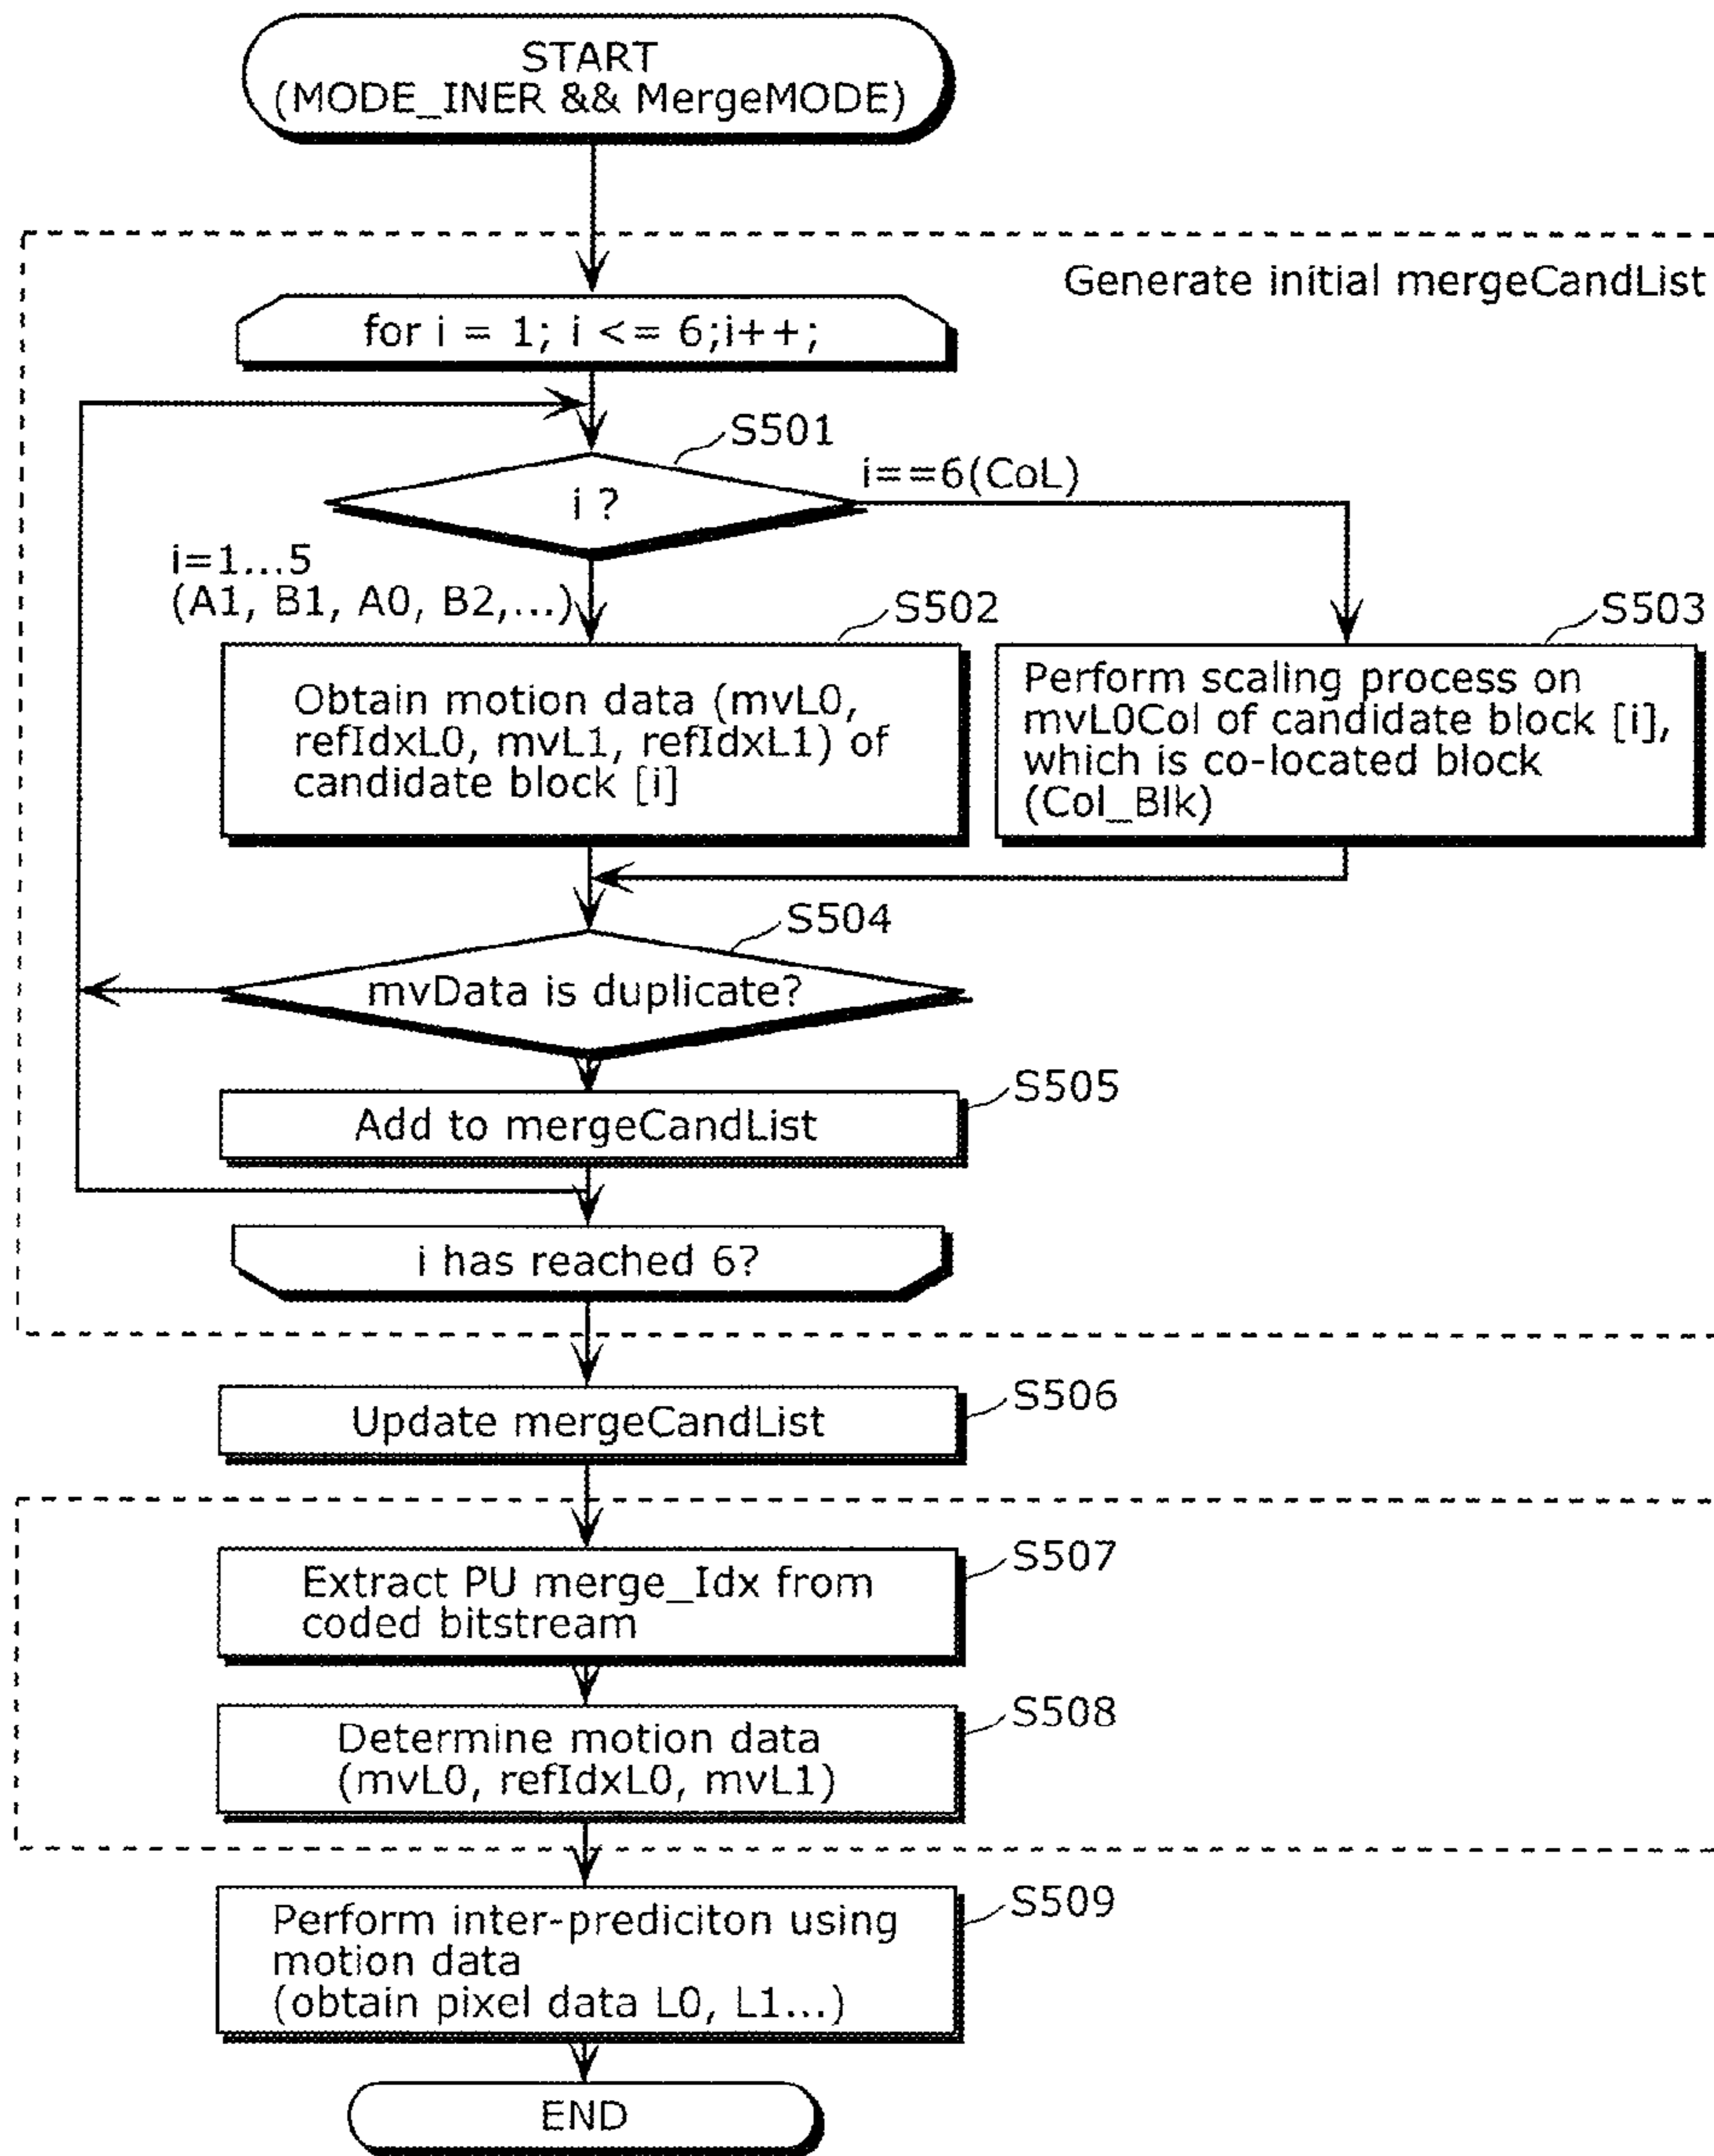 START
(MODE_INER && MergeMODE)
Generate initial mergeCandList
for i = 1; i <= 6;i++;
S501
i ?
i==6(CoL)
i=1...5
(A1, B1, A0, B2,...)
S502
Obtain motion data (mvL0,
refIdxL0, mvL1, refIdxL1) of
candidate block [i]
S503
Perform scaling process on
mvL0Col of candidate block [i],
which is co-located block
(Col_Blk)
S504
mvData is duplicate?
S505
Add to mergeCandList
i has reached 6?
S506
Update mergeCandList
S507
Extract PU merge_Idx from
coded bitstream
S508
Determine motion data
(mvL0, refIdxL0, mvL1)
S509
Perform inter-prediciton using
motion data
(obtain pixel data L0, L1...)
END